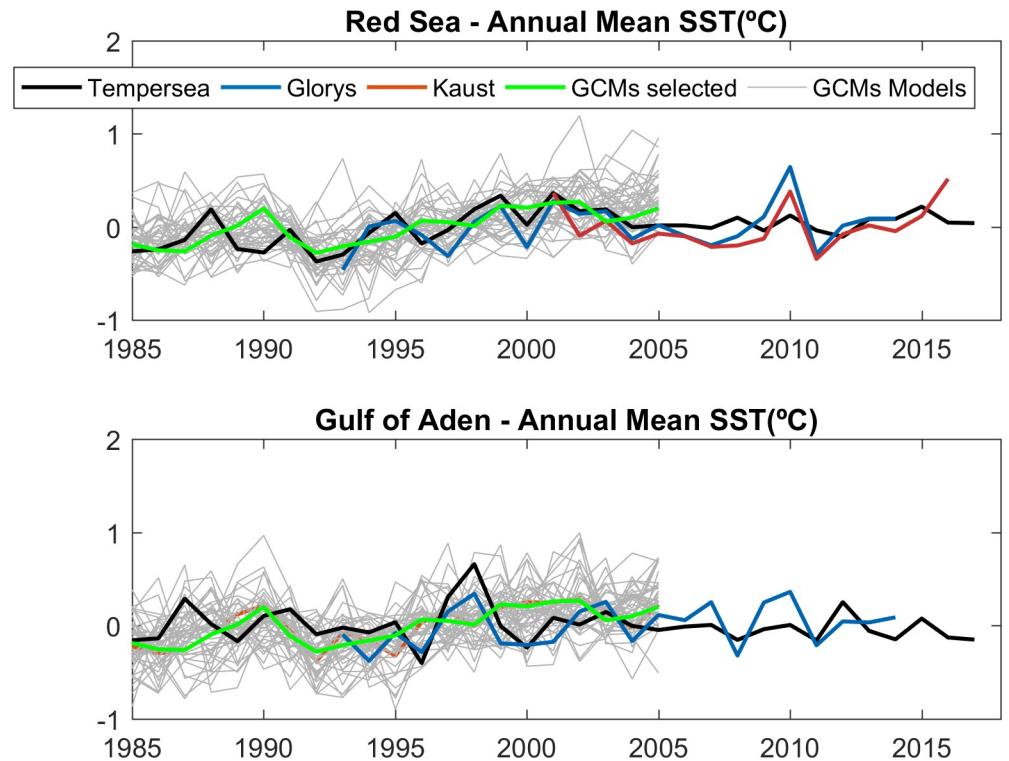 Red Sea - Annual Mean SST(ºC)
2
Tempersea Glorys Kaust GCMs selected GCMs Models
1
0
-1
1985 1990 1995 2000 2005 2010 2015
Gulf of Aden - Annual Mean SST(ºC)
2
1
0
-1
1985 1990 1995 2000 2005 2010 2015